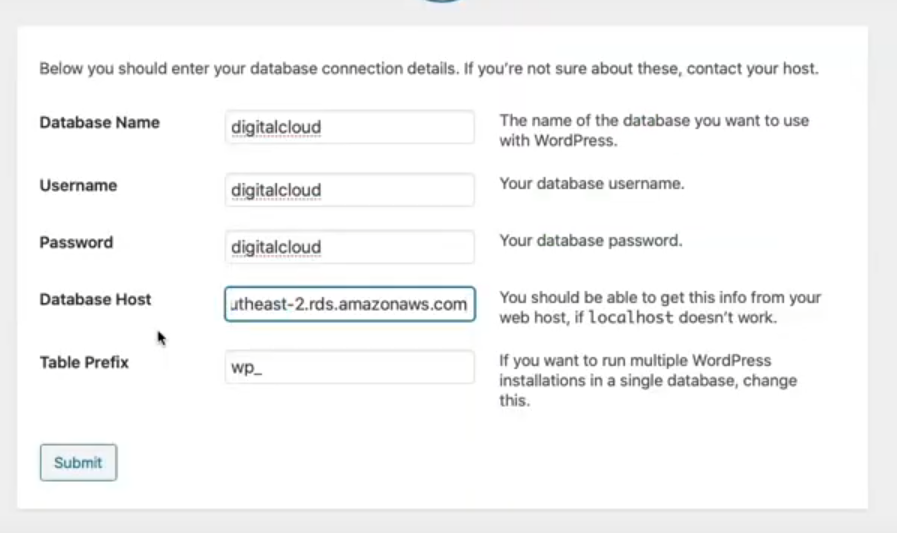 Below you should enter your database connection details. If you're not sure about these, contact your host.
Database Name
digitalcloud
The name of the database you want to use
with WordPress.
Username
digitalcloud
Your database username.
Password
digitalcloud
Your database password.
Database Host
utheast-2.rds.amazonaws.com
You should be able to get this info from your
web host, if localhost doesn't work.
Table Prefix
wp_
If you want to run multiple WordPress
installations in a single database, change
this.
Submit